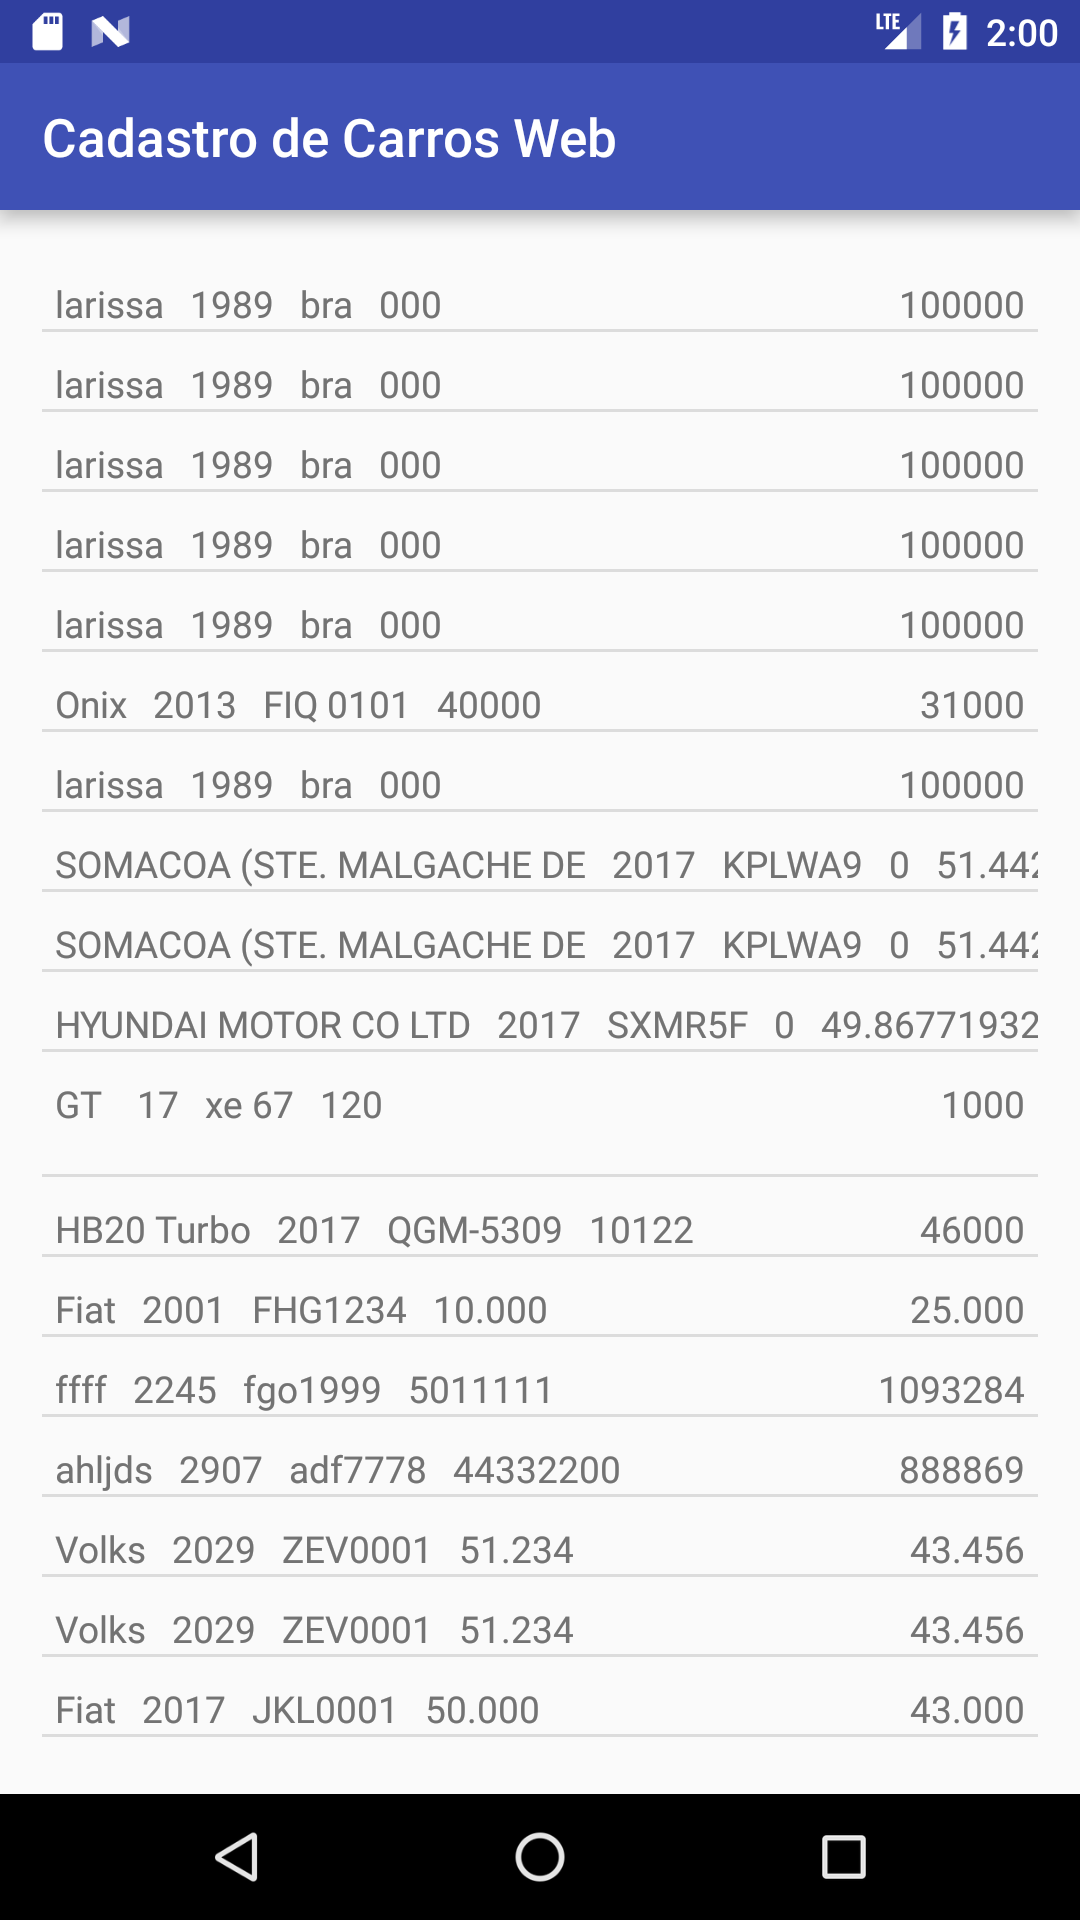 LTE 2:00
Cadastro de Carros Web
larissa 1989 bra 000 100000
larissa 1989 bra 000 100000
larissa 1989 bra 000 100000
larissa 1989 bra 000 100000
larissa 1989 bra 000 100000
Onix 2013 FIQ 0101 40000 31000
larissa 1989 bra 000 100000
SOMACOA (STE. MALGACHE DE 2017 KPLWA9 0 51.442
SOMACOA (STE. MALGACHE DE 2017 KPLWA9 0 51.442
HYUNDAI MOTOR CO LTD 2017 SXMR5F 0 49.86771932
GT 17 xe 67 120 1000
HB20 Turbo 2017 QGM-5309 10122 46000
Fiat 2001 FHG1234 10.000 25.000
ffff 2245 fgo1999 5011111 1093284
ahljds 2907 adf7778 44332200 888869
Volks 2029 ZEV0001 51.234 43.456
Volks 2029 ZEV0001 51.234 43.456
Fiat 2017 JKL0001 50.000 43.000